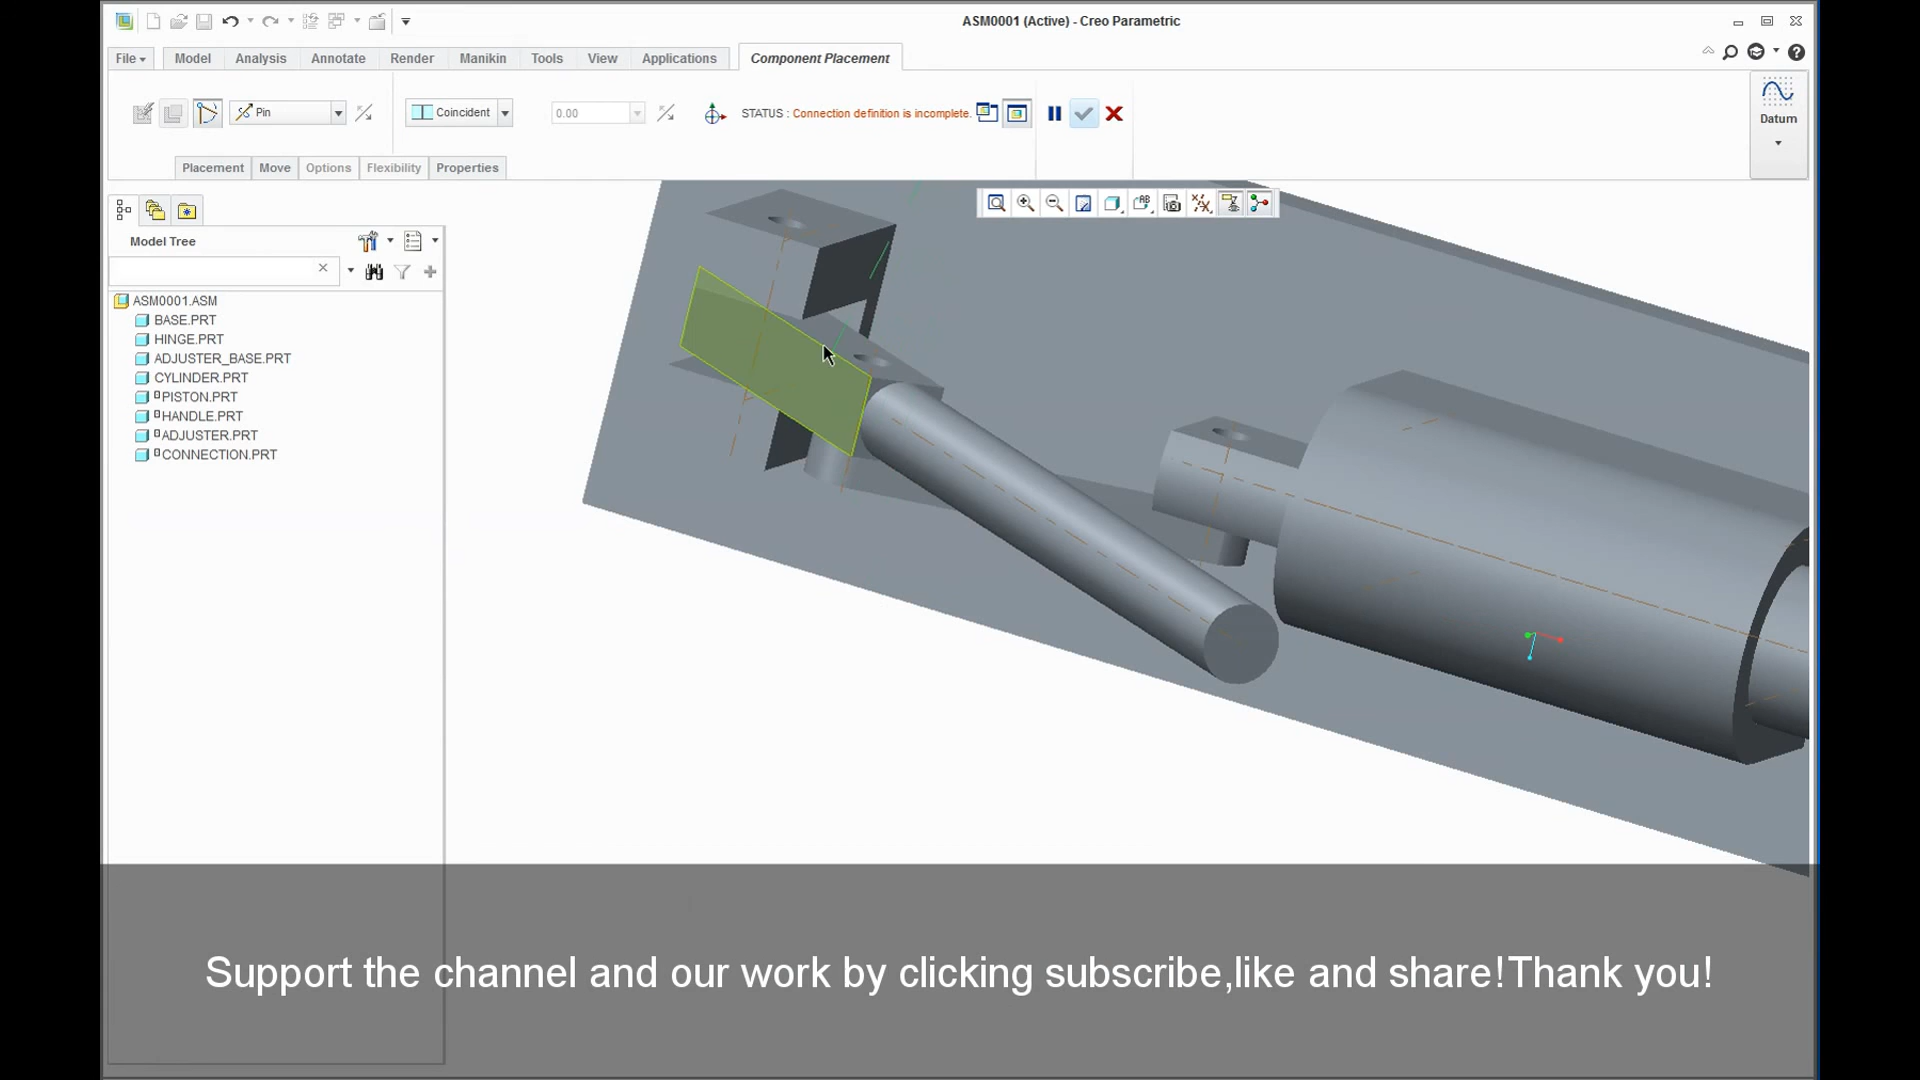 ASM0001 (Active) - Creo Parametric
File Model Analysis Annotate Render Manikin Tools View Applications Component Placement
Pin Coincident 0.00 STATUS : Connection definition is incomplete.
Datum
Placement Move Options Flexibility Properties
Model Tree
ASM0001.ASM
BASE.PRT
HINGE.PRT
ADJUSTER_BASE.PRT
CYLINDER.PRT
PISTON.PRT
HANDLE.PRT
ADJUSTER.PRT
CONNECTION.PRT
Support the channel and our work by clicking subscribe,like and share!Thank you!